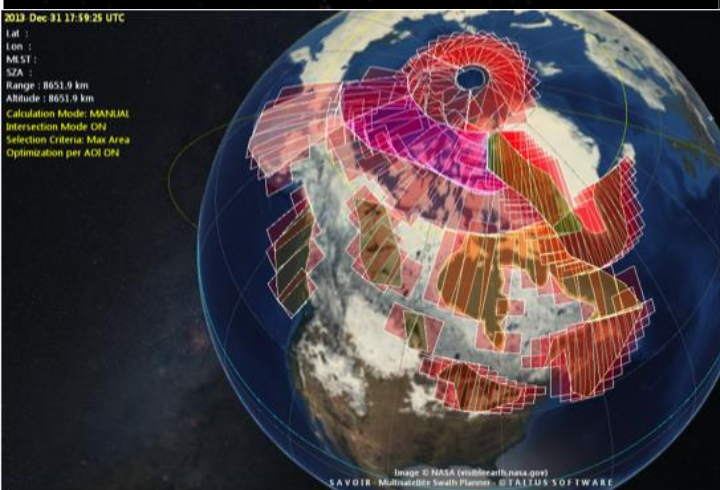 2013 Dec 31 17:59:25 UTC
Lat :
Lon :
MLST :
SZA :
Range : 8651.9 km
Altitude : 8651.9 km
Calculation Mode: MANUAL
Intersection Mode ON
Selection Criteria: Max Area
Optimization per AOI ON
Image © NASA (visibleearth.nasa.gov)
SAVOIR - Multisatellite Swath Planner - © TAITUS SOFTWARE